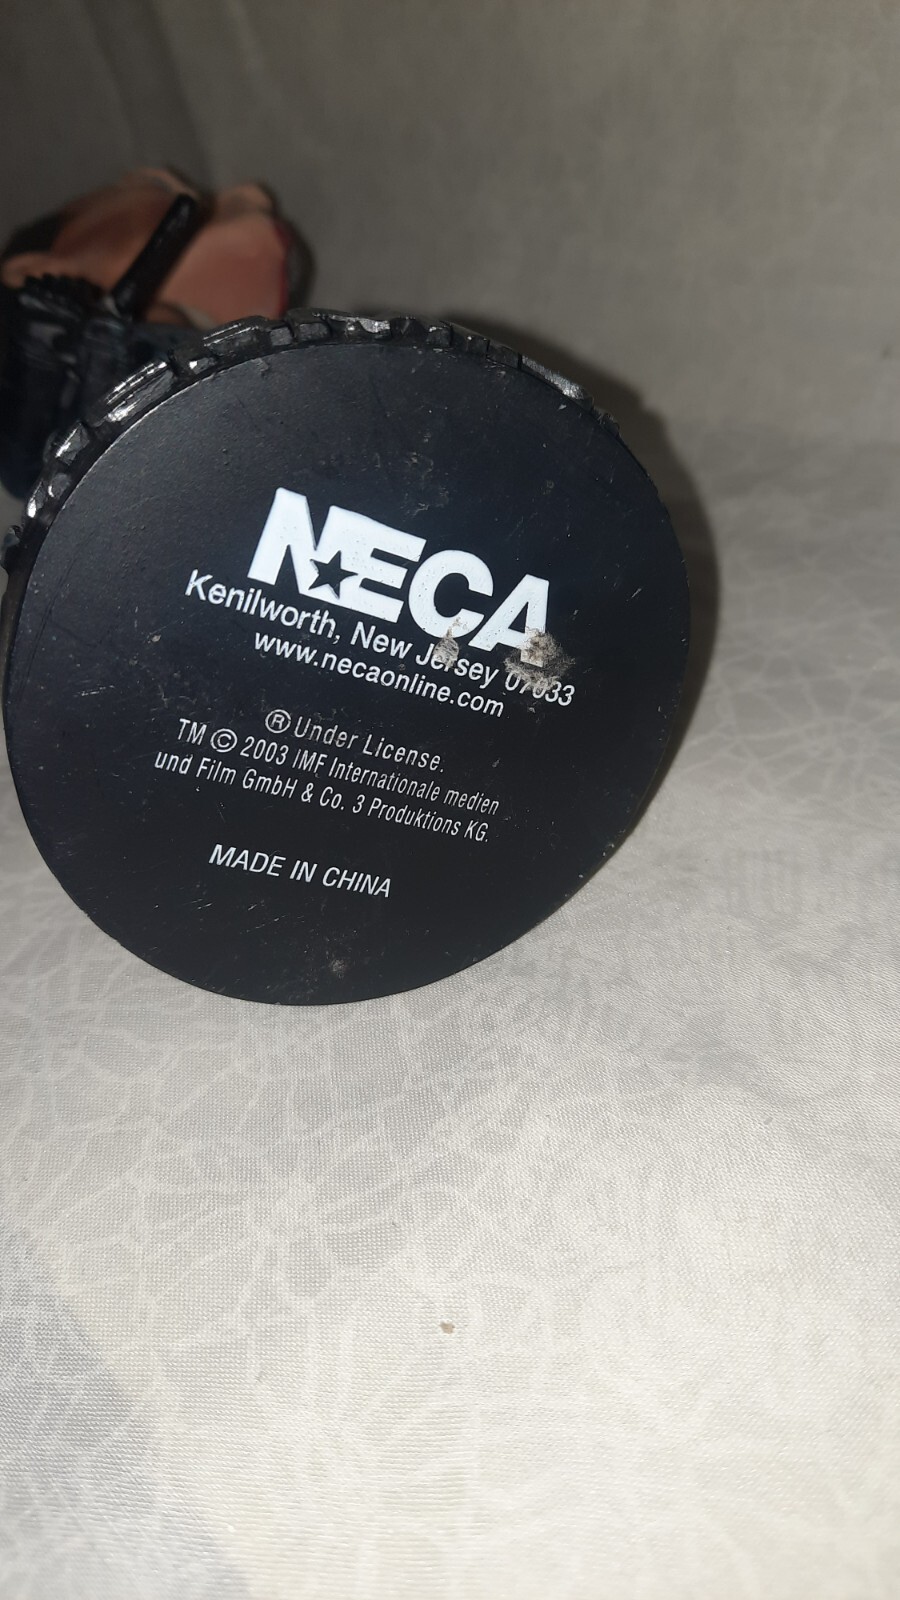 NECA
Kenilworth, New Jersey 07033
www.necaonline.com
® Under License.
TM © 2003 IMF Internationale medien
und Film GmbH & Co. 3 Produktions KG.
MADE IN CHINA